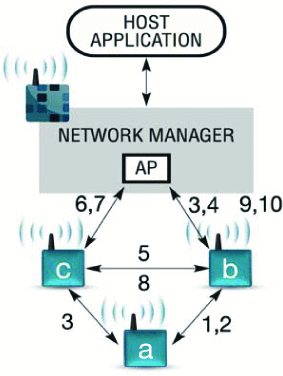 HOST
APPLICATION
NETWORK MANAGER
AP
6,7
3,4
9,10
c
5
8
b
3
1,2
a